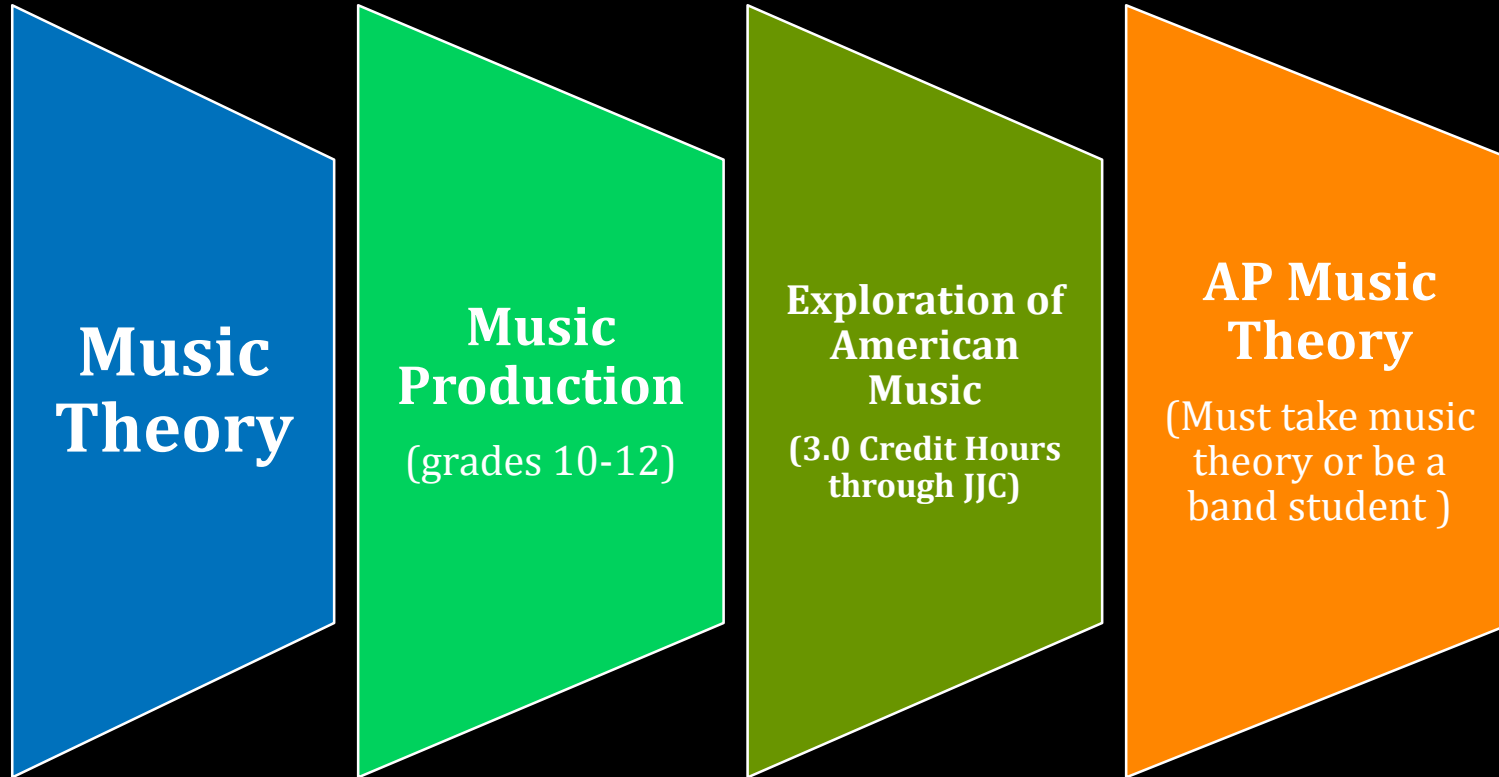 Music
Theory
Music
Production
(grades 10-12)
Exploration of
American
Music
(3.0 Credit Hours
through JJC)
AP Music
Theory
(Must take music
theory or be a
band student )